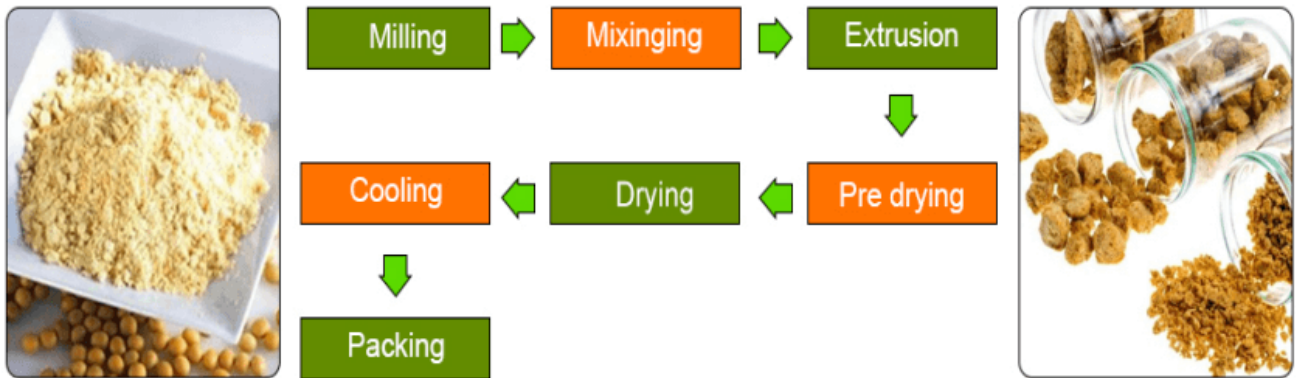 Milling
Mixinging
Extrusion
Pre drying
Drying
Cooling
Packing